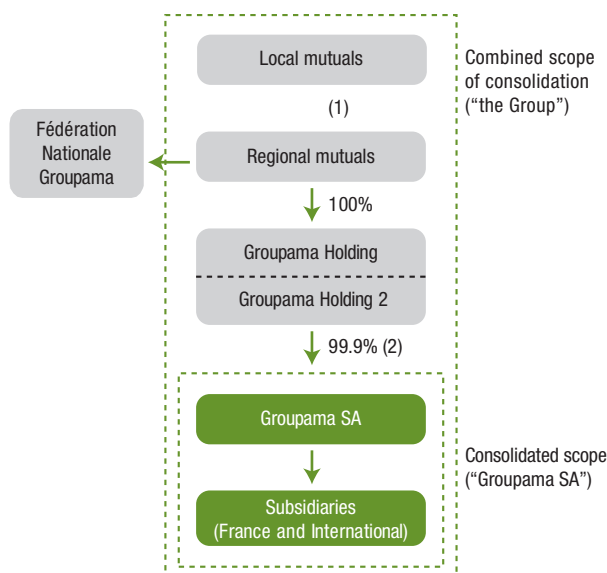 Local mutuals
Combined scope
of consolidation
(“the Group”)
(1)
Fédération
Nationale
Groupama
Regional mutuals
100%
Groupama Holding
Groupama Holding 2
99.9% (2)
Groupama SA
Consolidated scope
(“Groupama SA”)
Subsidiaries
(France and International)